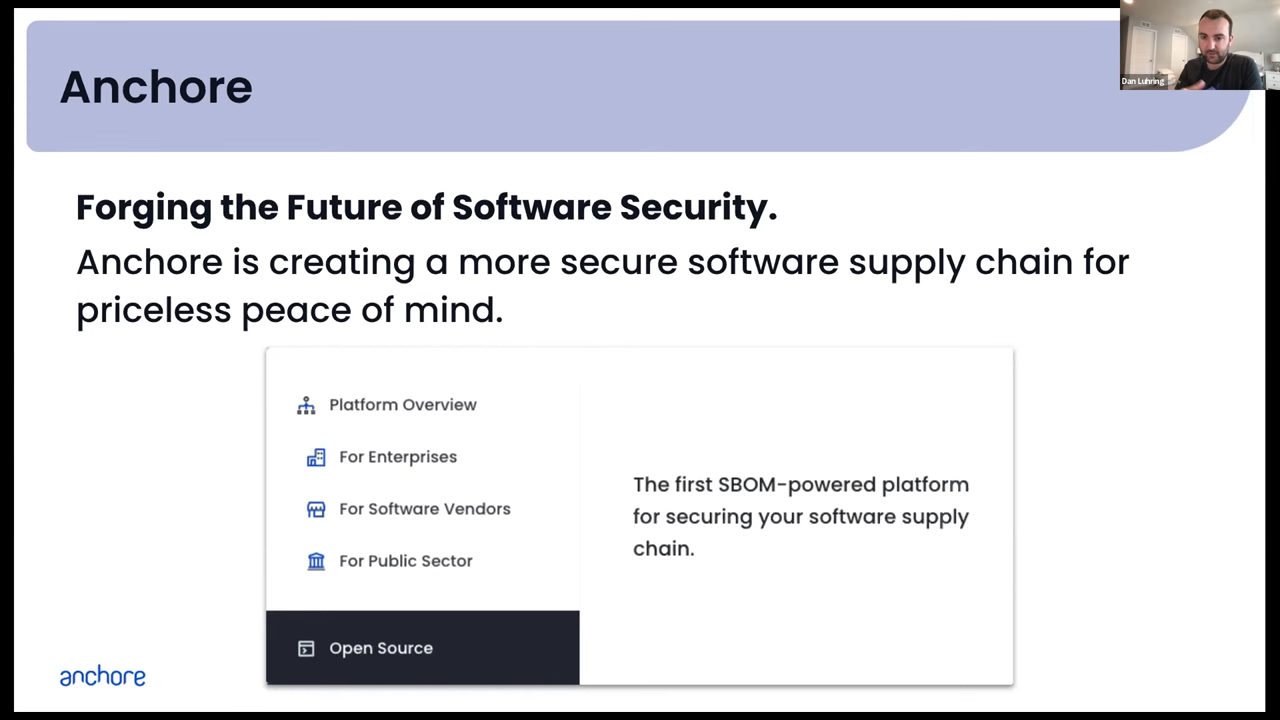 Anchore
Dan Luhring
Forging the Future of Software Security.
Anchore is creating a more secure software supply chain for
priceless peace of mind.
Platform Overview
For Enterprises
For Software Vendors
For Public Sector
Open Source
The first SBOM-powered platform
for securing your software supply
chain.
anchore